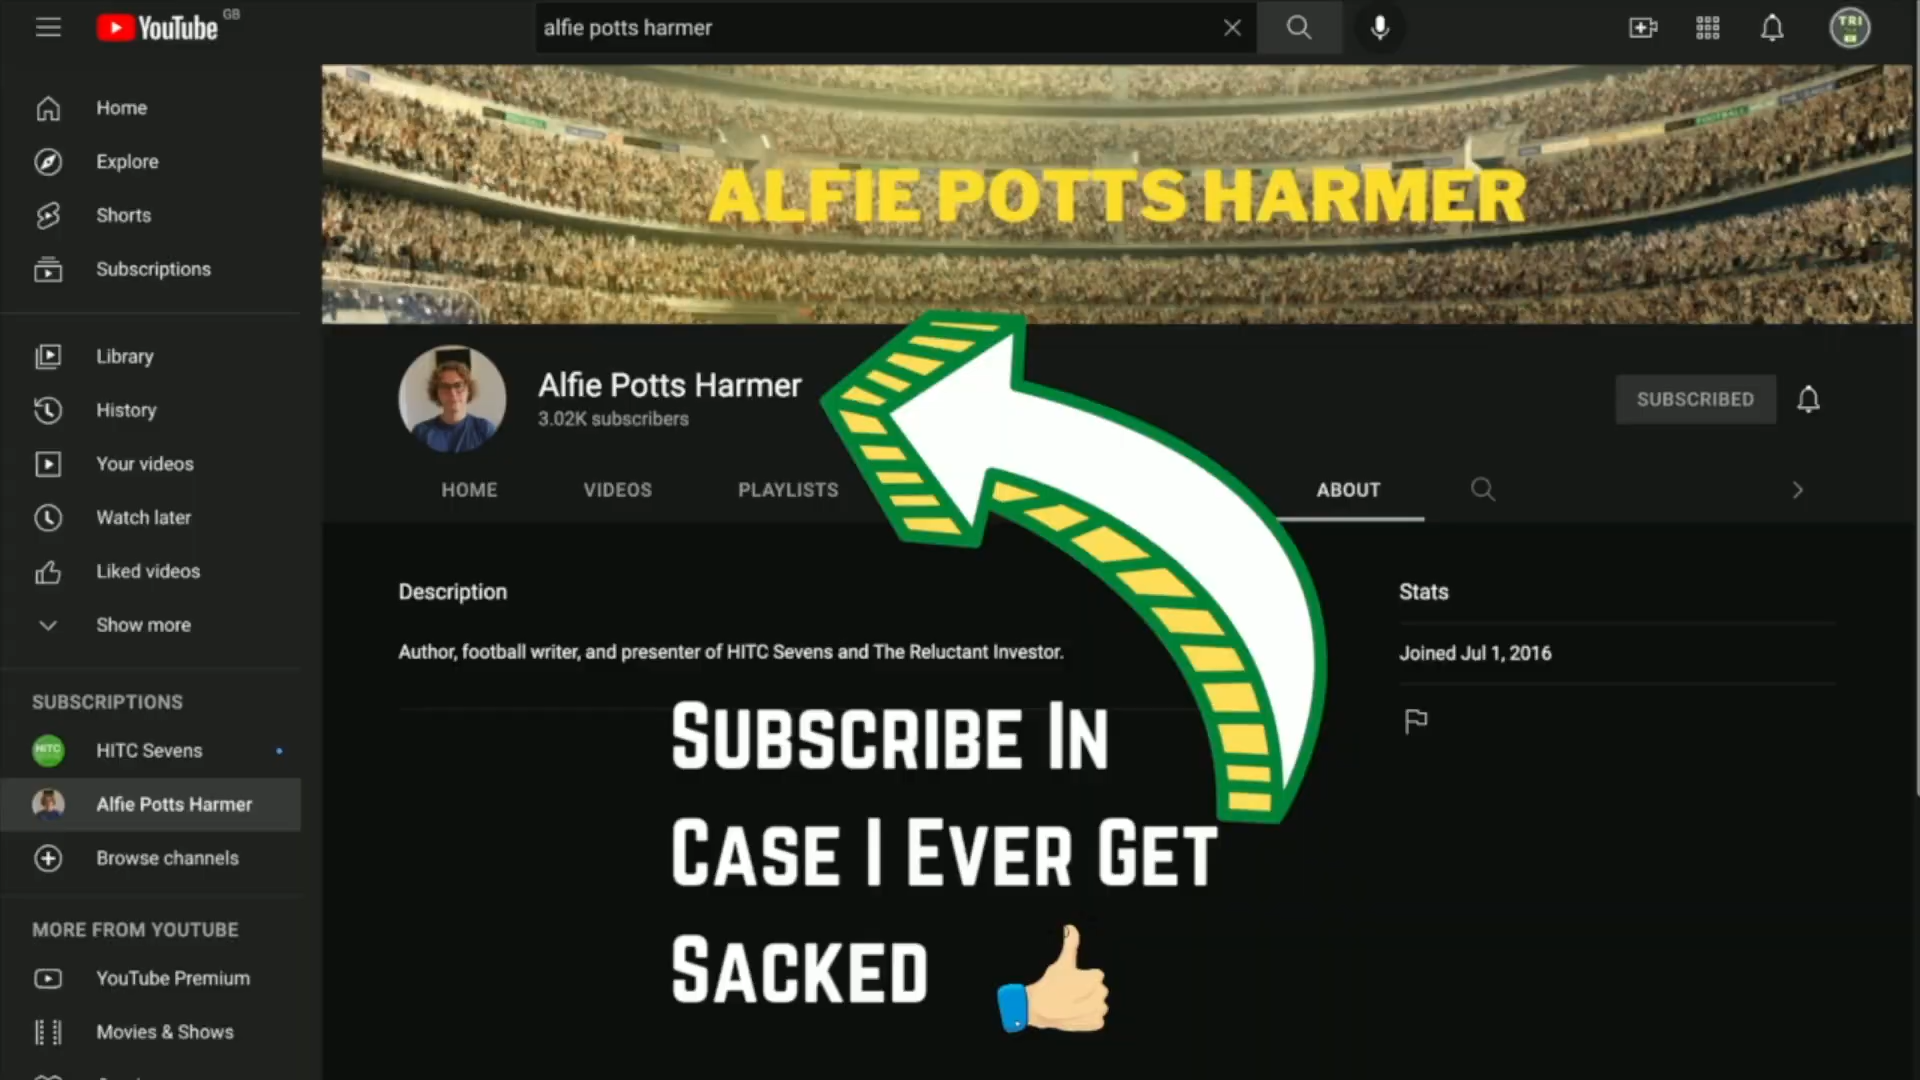 YouTube GB
alfie potts harmer
TRI
Home
Explore
Shorts
Subscriptions
Library
History
Your videos
Watch later
Liked videos
Show more
SUBSCRIPTIONS
HITC
HITC Sevens
Alfie Potts Harmer
Browse channels
MORE FROM YOUTUBE
YouTube Premium
Movies & Shows
FOOTBALL
ALFIE POTTS HARMER
Alfie Potts Harmer
3.02K subscribers
SUBSCRIBED
HOME
VIDEOS
PLAYLISTS
ABOUT
Description
Author, football writer, and presenter of HITC Sevens and The Reluctant Investor.
Stats
Joined Jul 1, 2016
SUBSCRIBE IN
CASE I EVER GET
SACKED